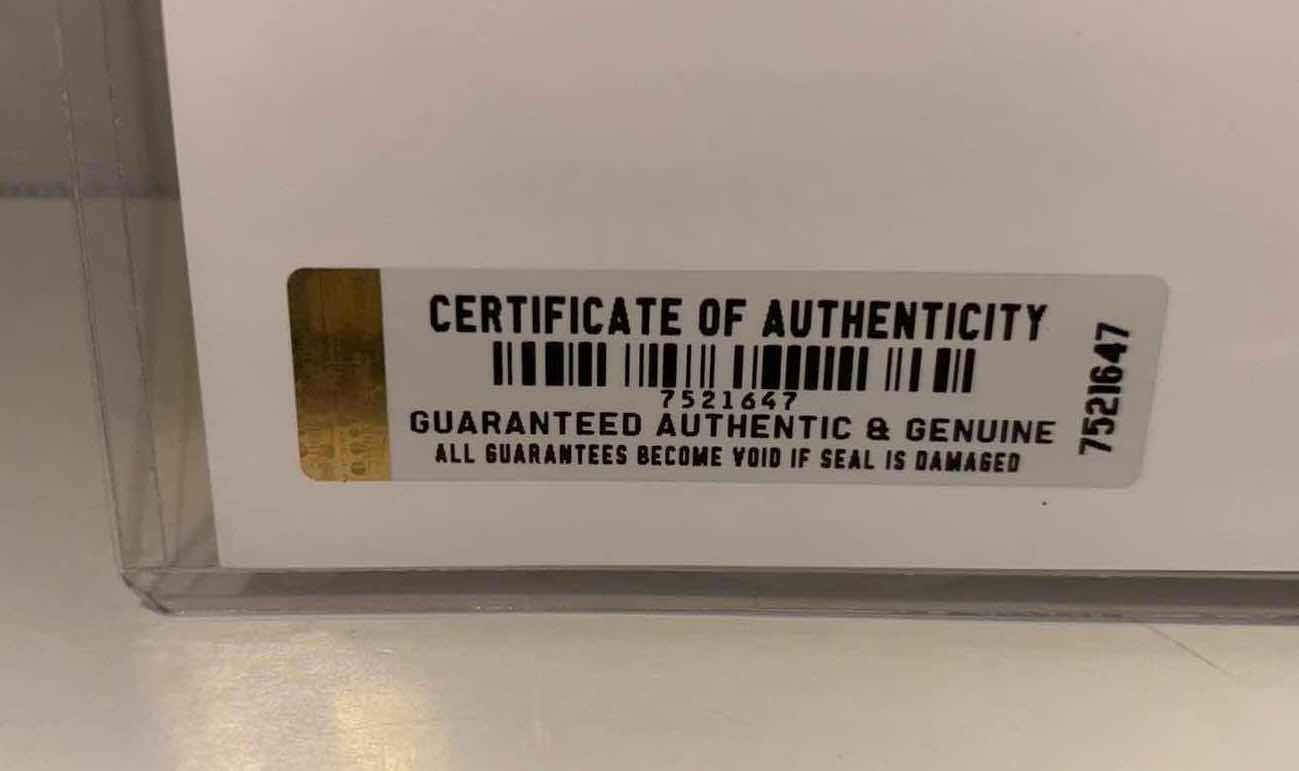 CERTIFICATE OF AUTHENTICITY
7521647
GUARANTEED AUTHENTIC & GENUINE
ALL GUARANTEES BECOME VOID IF SEAL IS DAMAGED
7521647